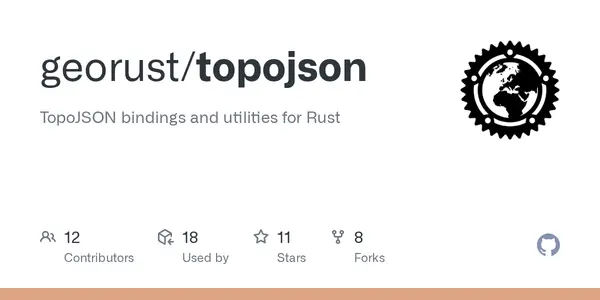 georust/topojson
TopoJSON bindings and utilities for Rust
12 18 11 8
Contributors Used by Stars Forks